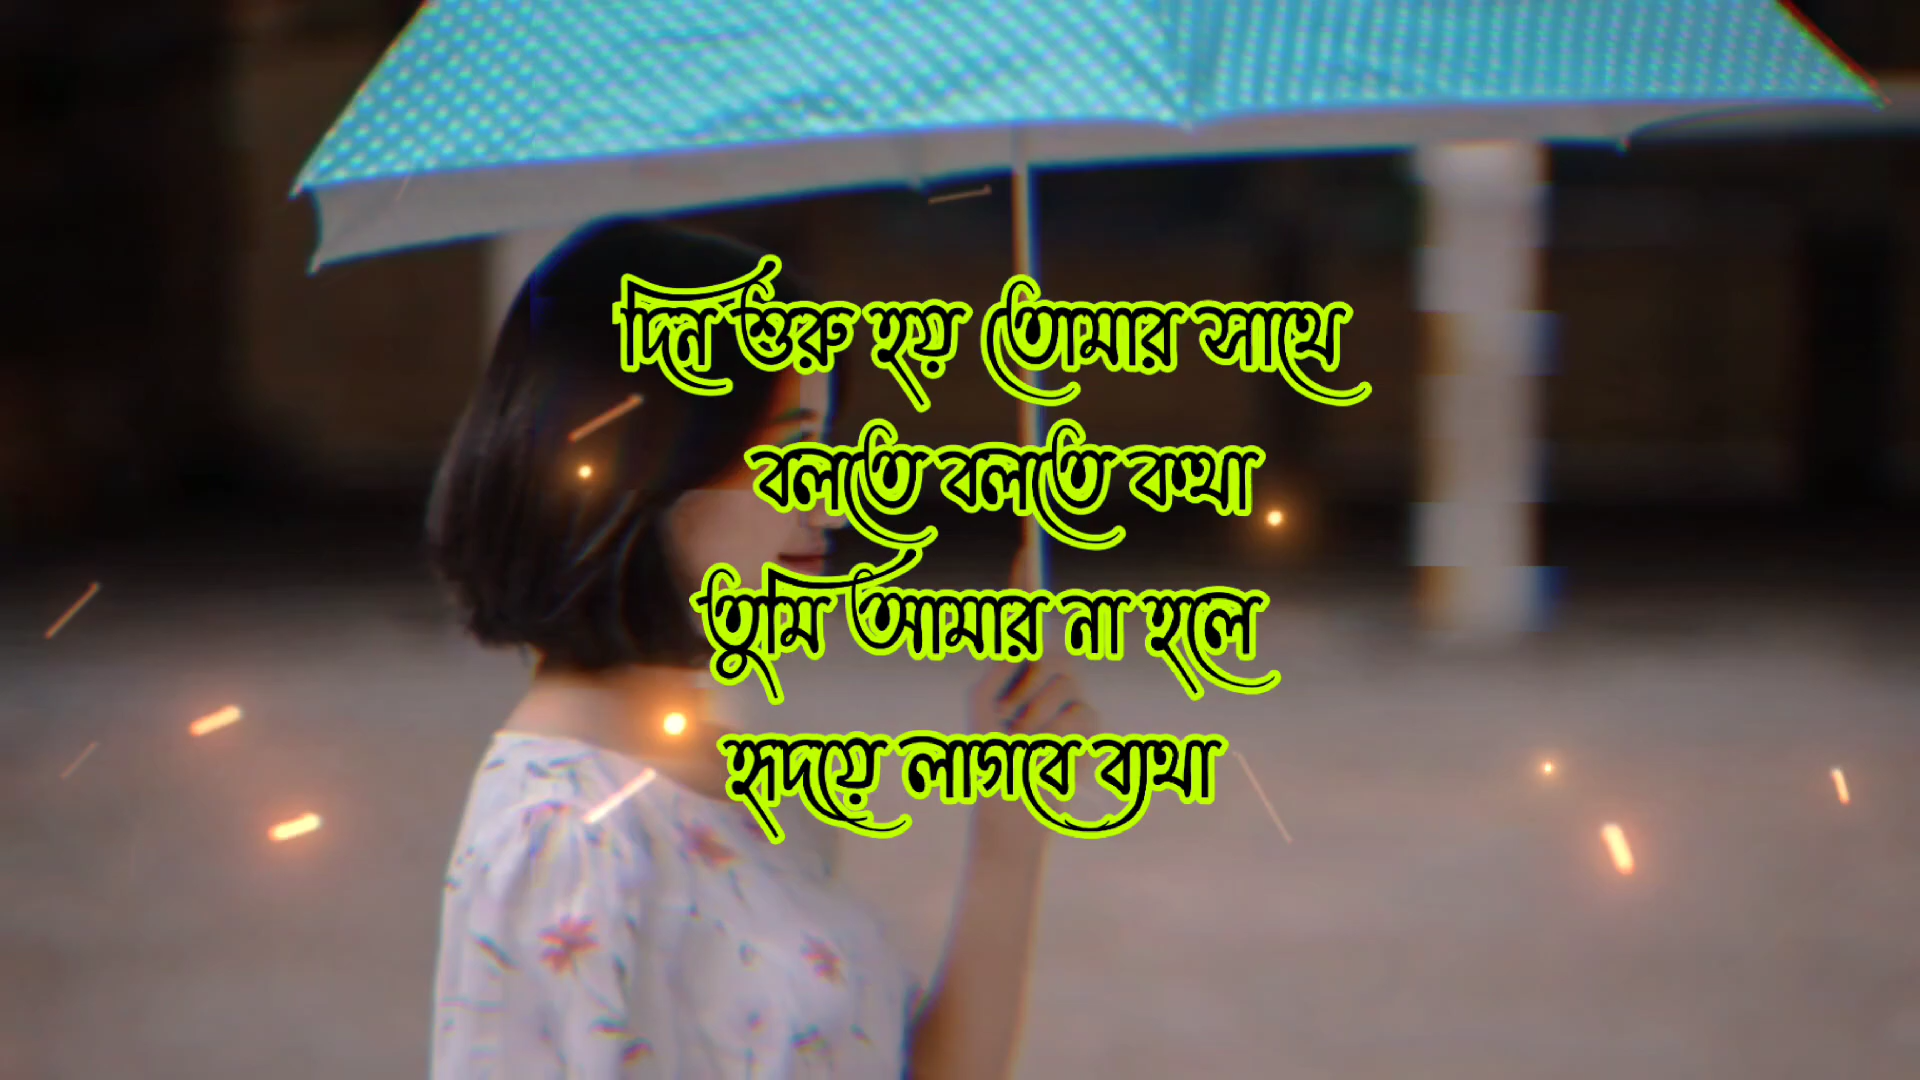 দিন শুরু হয় তোমার সাথে
বলতে বলতে কথা
তুমি আমার না হলে
হৃদয়ে লাগবে ব্যথা